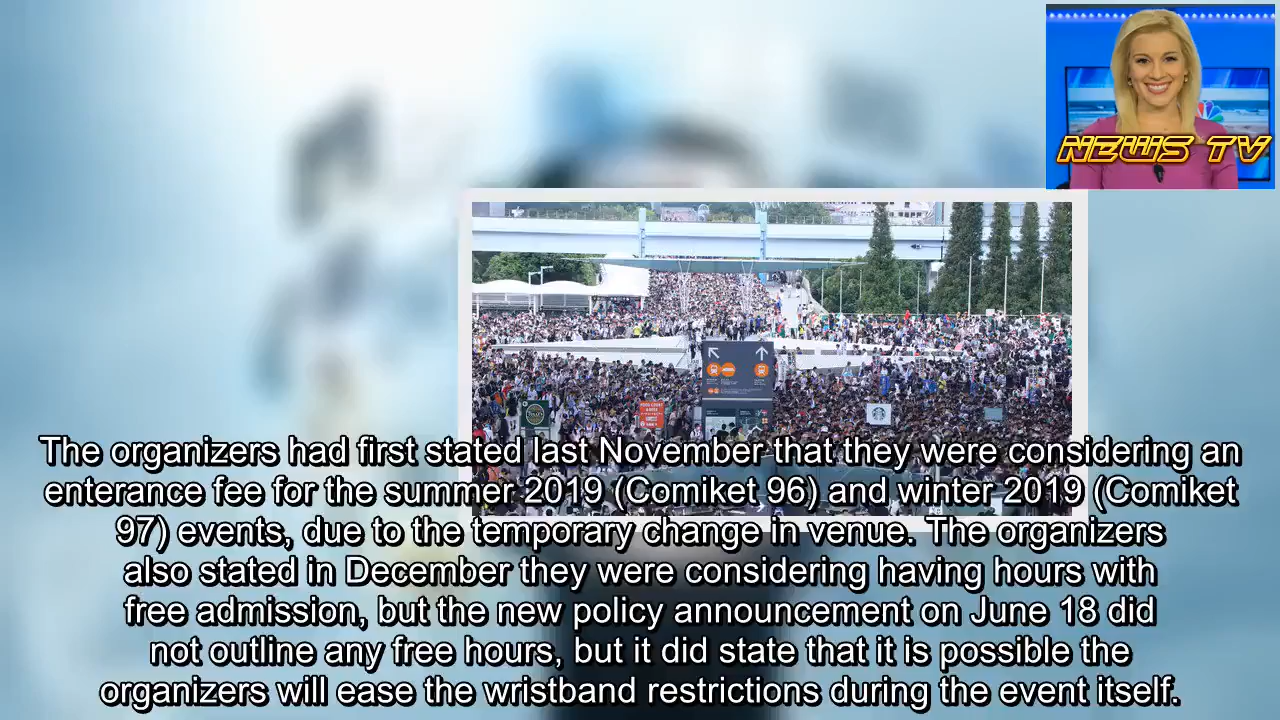 NEWS TV
The organizers had first stated last November that they were considering an
enterance fee for the summer 2019 (Comiket 96) and winter 2019 (Comiket
97) events, due to the temporary change in venue. The organizers
also stated in December they were considering having hours with
free admission, but the new policy announcement on June 18 did
not outline any free hours, but it did state that it is possible the
organizers will ease the wristband restrictions during the event itself.